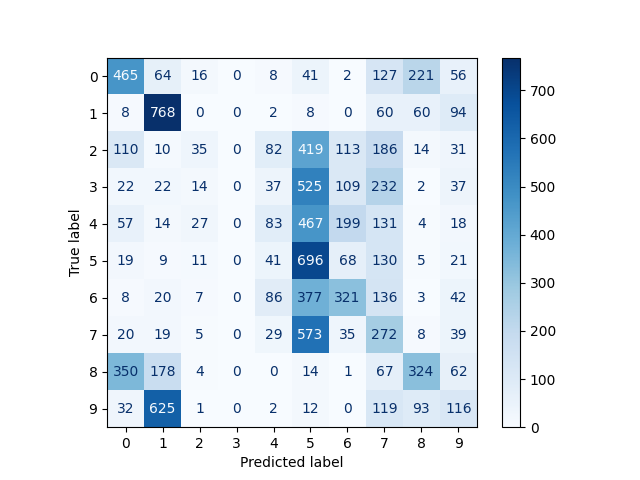 0 465 64 16 0 8 41 2 127 221 56
1 8 768 0 0 2 8 0 60 60 94
2 110 10 35 0 82 419 113 186 14 31
3 22 22 14 0 37 525 109 232 2 37
4 57 14 27 0 83 467 199 131 4 18
5 19 9 11 0 41 696 68 130 5 21
6 8 20 7 0 86 377 321 136 3 42
7 20 19 5 0 29 573 35 272 8 39
8 350 178 4 0 0 14 1 67 324 62
9 32 625 1 0 2 12 0 119 93 116
0 1 2 3 4 5 6 7 8 9
Predicted label
True label
700
600
500
400
300
200
100
0